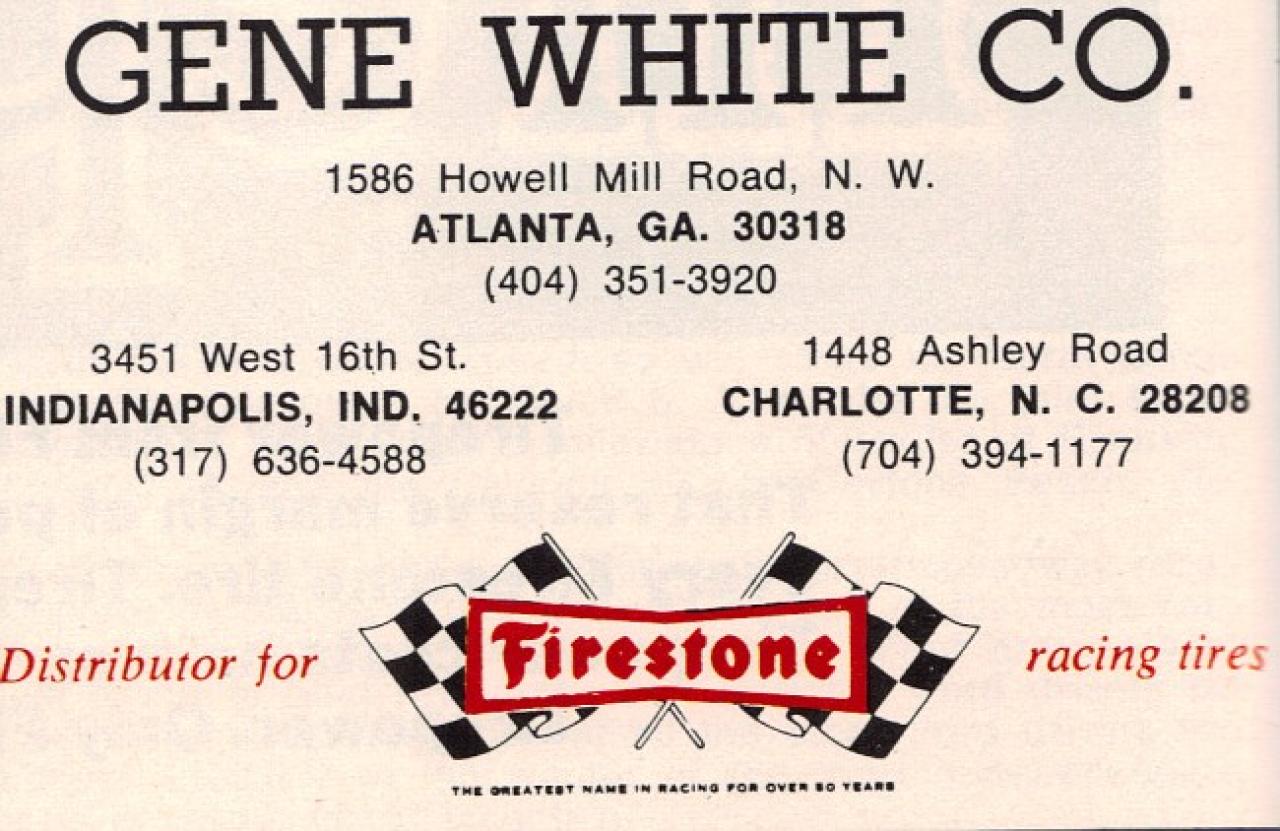 GENE WHITE CO.
1586 Howell Mill Road, N. W.
ATLANTA, GA. 30318
(404) 351-3920
3451 West 16th St.
INDIANAPOLIS, IND. 46222
(317) 636-4588
1448 Ashley Road
CHARLOTTE, N. C. 28208
(704) 394-1177
Distributor for Firestone racing tires
THE GREATEST NAME IN RACING FOR OVER 50 YEARS